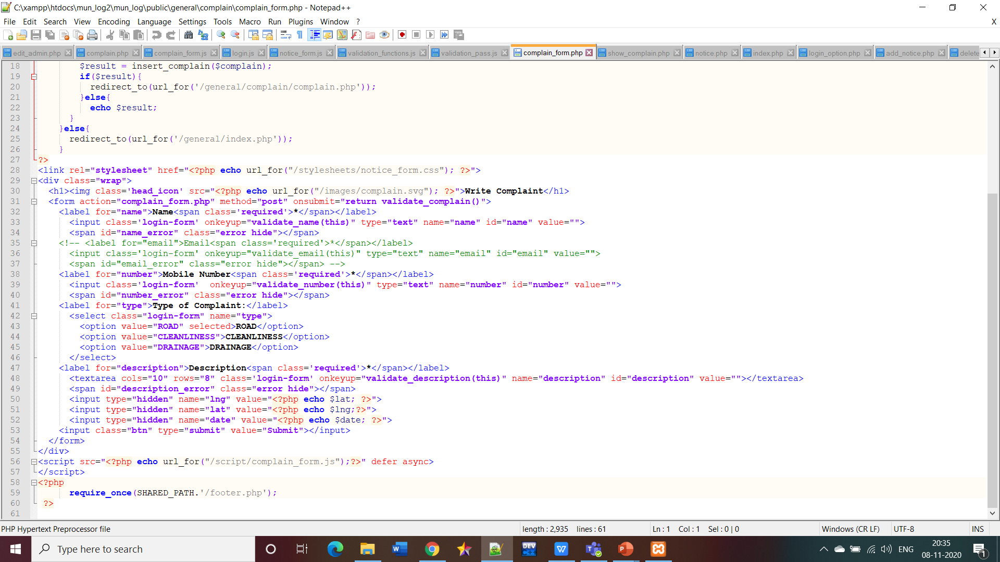 C:\xampp\htdocs\mun_log2\mun_log\public\general\complain\complain_form.php - Notepad++
File Edit Search View Encoding Language Settings Tools Macro Run Plugins Window ? X
edit_admin.php complain.php complain_form.js login.js notice_form.js validation_functions.js validation_pass.js complain_form.php show_complain.php notice.php index.php login_option.php add_notice.php delete
18 $result = insert_complain($complain);
19 if($result){
20 redirect_to(url_for('/general/complain/complain.php'));
21 }else{
22 echo $result;
23 }
24 }else{
25 redirect_to(url_for('/general/index.php'));
26 }
27 ?>
28 <link rel="stylesheet" href="<?php echo url_for("/stylesheets/notice_form.css"); ?>">
29 <div class="wrap">
30 <h1><img class='head_icon' src="<?php echo url_for("/images/complain.svg"); ?>">Write Complaint</h1>
31 <form action="complain_form.php" method="post" onsubmit="return validate_complain()">
32 <label for="name">Name<span class='required'>*</span></label>
33 <input class='login-form' onkeyup="validate_name(this)" type="text" name="name" id="name" value="">
34 <span id="name_error" class="error hide"></span>
35 <!-- <label for="email">Email<span class='required'>*</span></label>
36 <input class='login-form' onkeyup="validate_email(this)" type="text" name="email" id="email" value="">
37 <span id="email_error" class="error hide"></span> -->
38 <label for="number">Mobile Number<span class='required'>*</span></label>
39 <input class='login-form'  onkeyup="validate_number(this)" type="text" name="number" id="number" value="">
40 <span id="number_error" class="error hide"></span>
41 <label for="type">Type of Complaint:</label>
42 <select class="login-form" name="type">
43 <option value="ROAD" selected>ROAD</option>
44 <option value="CLEANLINESS">CLEANLINESS</option>
45 <option value="DRAINAGE">DRAINAGE</option>
46 </select>
47 <label for="description">Description<span class='required'>*</span></label>
48 <textarea cols="10" rows="8" class='login-form' onkeyup="validate_description(this)" name="description" id="description" value=""></textarea>
49 <span id="description_error" class="error hide"></span>
50 <input type="hidden" name="lng" value="<?php echo $lat; ?>">
51 <input type="hidden" name="lat" value="<?php echo $lng;?>">
52 <input type="hidden" name="date" value="<?php echo $date; ?>">
53 <input class="btn" type="submit" value="Submit"></input>
54 </form>
55 </div>
56 <script src="<?php echo url_for("/script/complain_form.js");?>" defer async>
57 </script>
58 <?php
59 require_once(SHARED_PATH.'/footer.php');
60 ?>
61
PHP Hypertext Preprocessor file length : 2,935 lines : 61 Ln : 1 Col : 1 Sel : 0 | 0 Windows (CR LF) UTF-8 INS
Type here to search DEV C++ ENG 20:35
08-11-2020 1